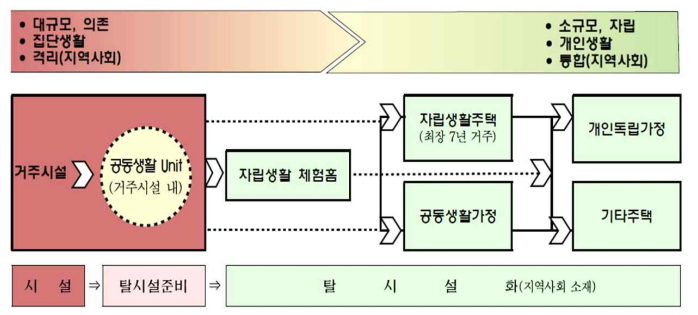 • 대규모, 의존
• 집단생활
• 격리(지역사회)
• 소규모, 자립
• 개인생활
• 통합(지역사회)
거주시설
공동생활 Unit
(거주시설 내)
자립생활 체험홈
자립생활주택
(최장 7년 거주)
공동생활가정
개인독립가정
기타주택
시 설 ⇒ 탈시설준비 ⇒ 탈 시 설 화(지역사회 소재)